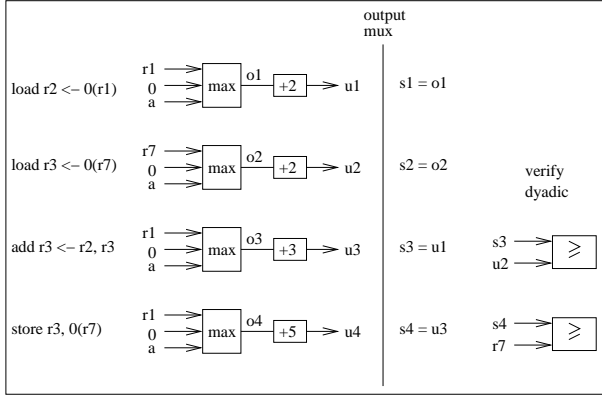 output
mux
load r2 <- 0(r1)
r1
0
a
max
o1
+2
u1
s1 = o1
load r3 <- 0(r7)
r7
0
a
max
o2
+2
u2
s2 = o2
verify
dyadic
add r3 <- r2, r3
r1
0
a
max
o3
+3
u3
s3 = u1
s3
u2
≥
store r3, 0(r7)
r1
0
a
max
o4
+5
u4
s4 = u3
s4
r7
≥